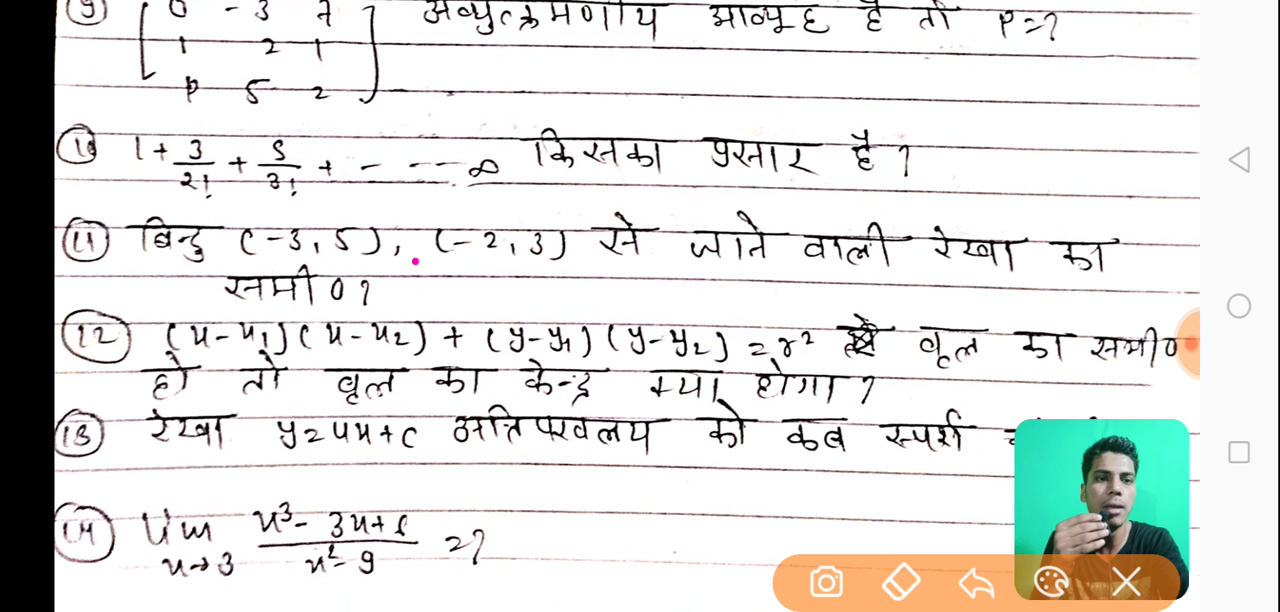 9) 0 - 3 7 अव्युत्क्रमणीय आव्यूह है तो P=?
1 2 1
P 5 2
10 1 + 3/2! + 5/3! + - - - - ∞ किसका प्रसार है ?
11 बिन्दु (-3, 5), (-2, 3) से जाने वाली रेखा का
समी० ?
12 (x-x₁)(x-x₂) + (y-y₁)(y-y₂) = r² वृत्त का समी०
हो तो वृत्त का केन्द्र क्या होगा ?
13 रेखा y=4x+c अतिपरवलय को कब स्पर्श
14 lim x→3 x³- 3x+ / x²-9 =?